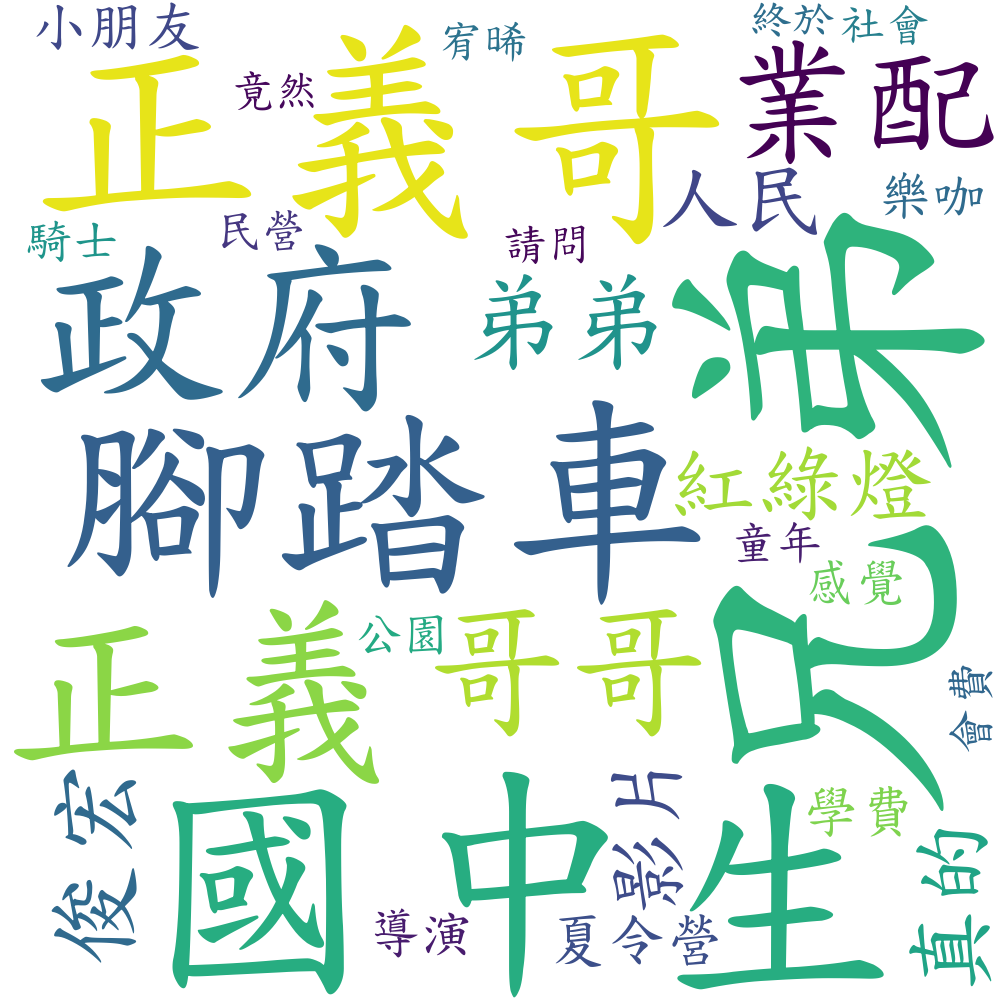 小朋友
終於
社會
宥晞
正義哥
業配
竟然
人民
樂咖
民營
騎士
請問
政府
弟弟
兄弟
腳踏車
紅綠燈
童年
感覺
正義
公園
哥哥
會費
俊宏
國中生
影片
學費
真的
導演
夏令營